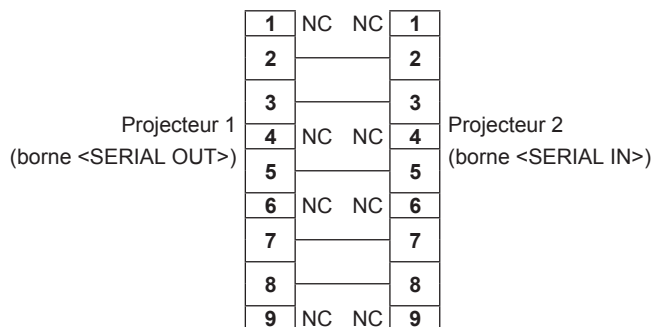 1 NC NC 1
2 2
3 3
Projecteur 1
(borne <SERIAL OUT>)
4 NC NC 4
Projecteur 2
(borne <SERIAL IN>)
5 5
6 NC NC 6
7 7
8 8
9 NC NC 9